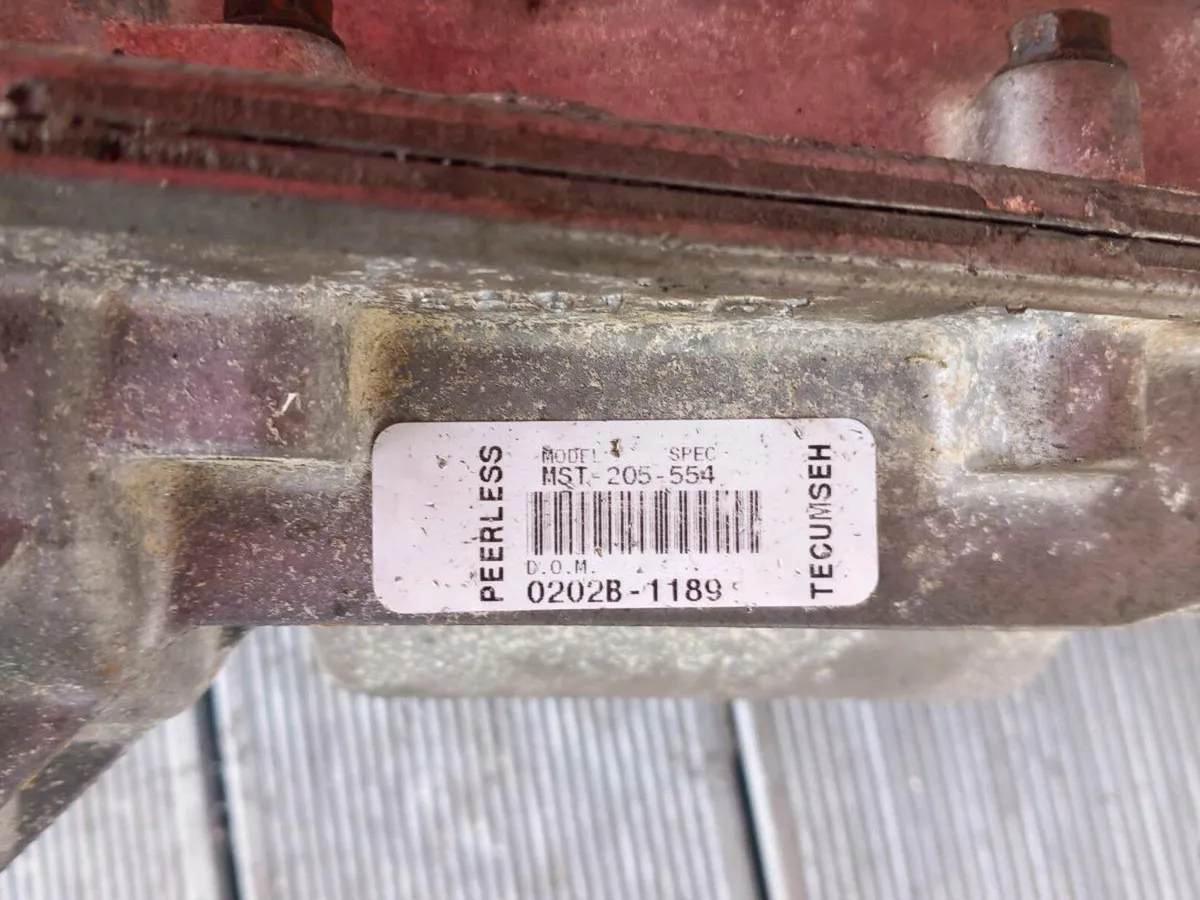 PEERLESS
MODEL SPEC
MST-205-554
D.O.M.
0202B-1189
TECUMSEH